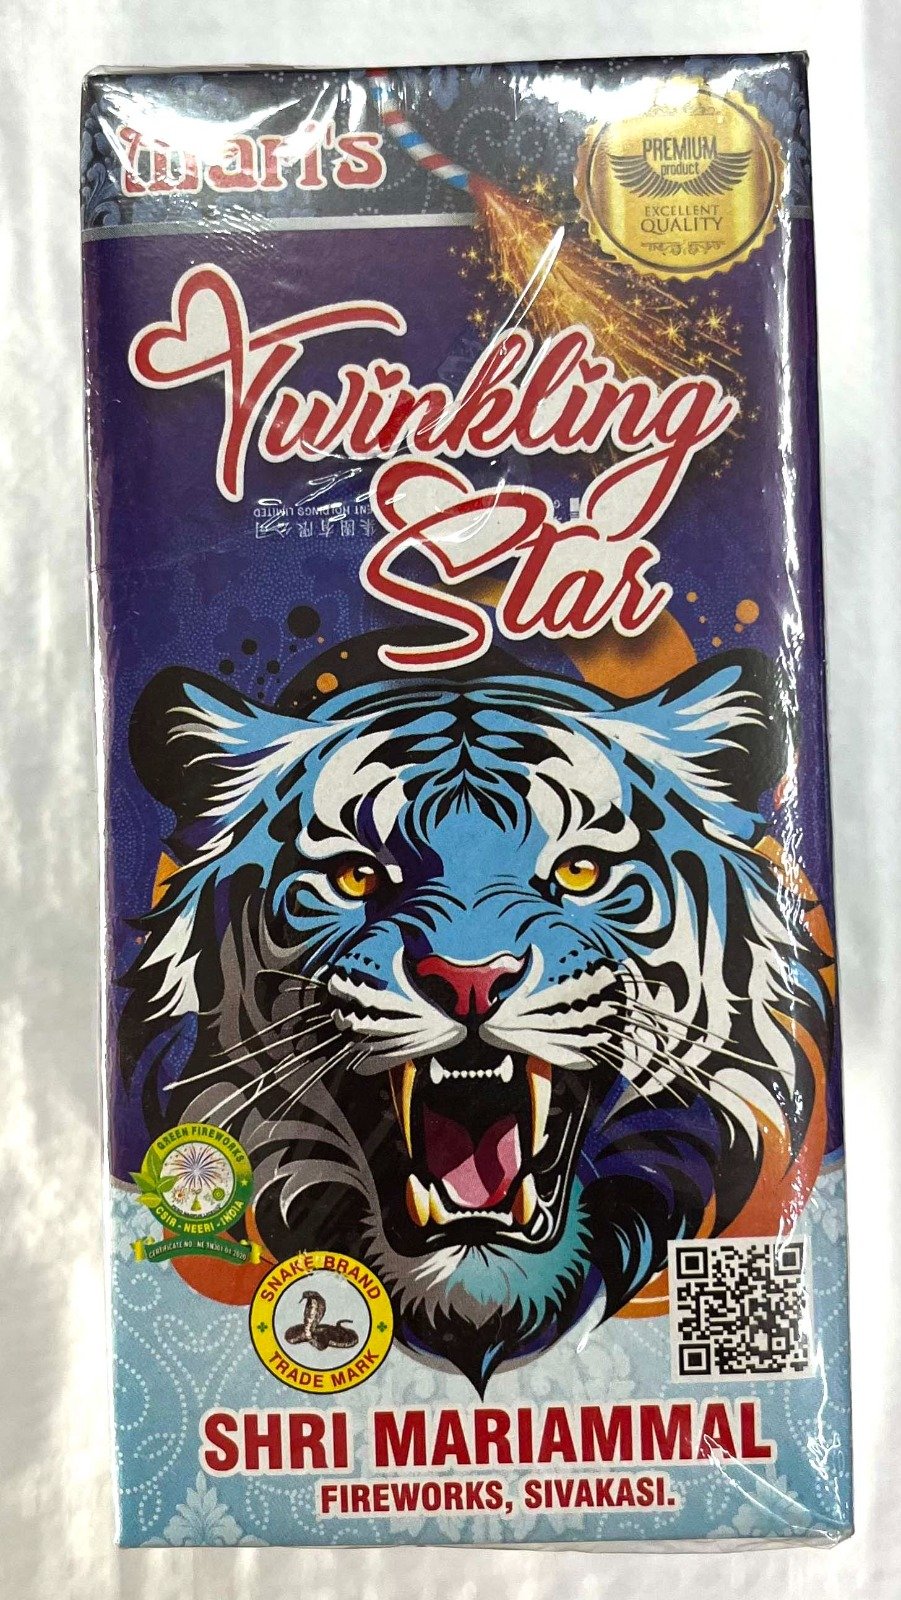 Mari's
PREMIUM
product
EXCELLENT
QUALITY
Twinkling
Star
GREEN FIREWORKS
CSIR - NEERI - INDIA
SNAKE BRAND
TRADE MARK
SHRI MARIAMMAL
FIREWORKS, SIVAKASI.